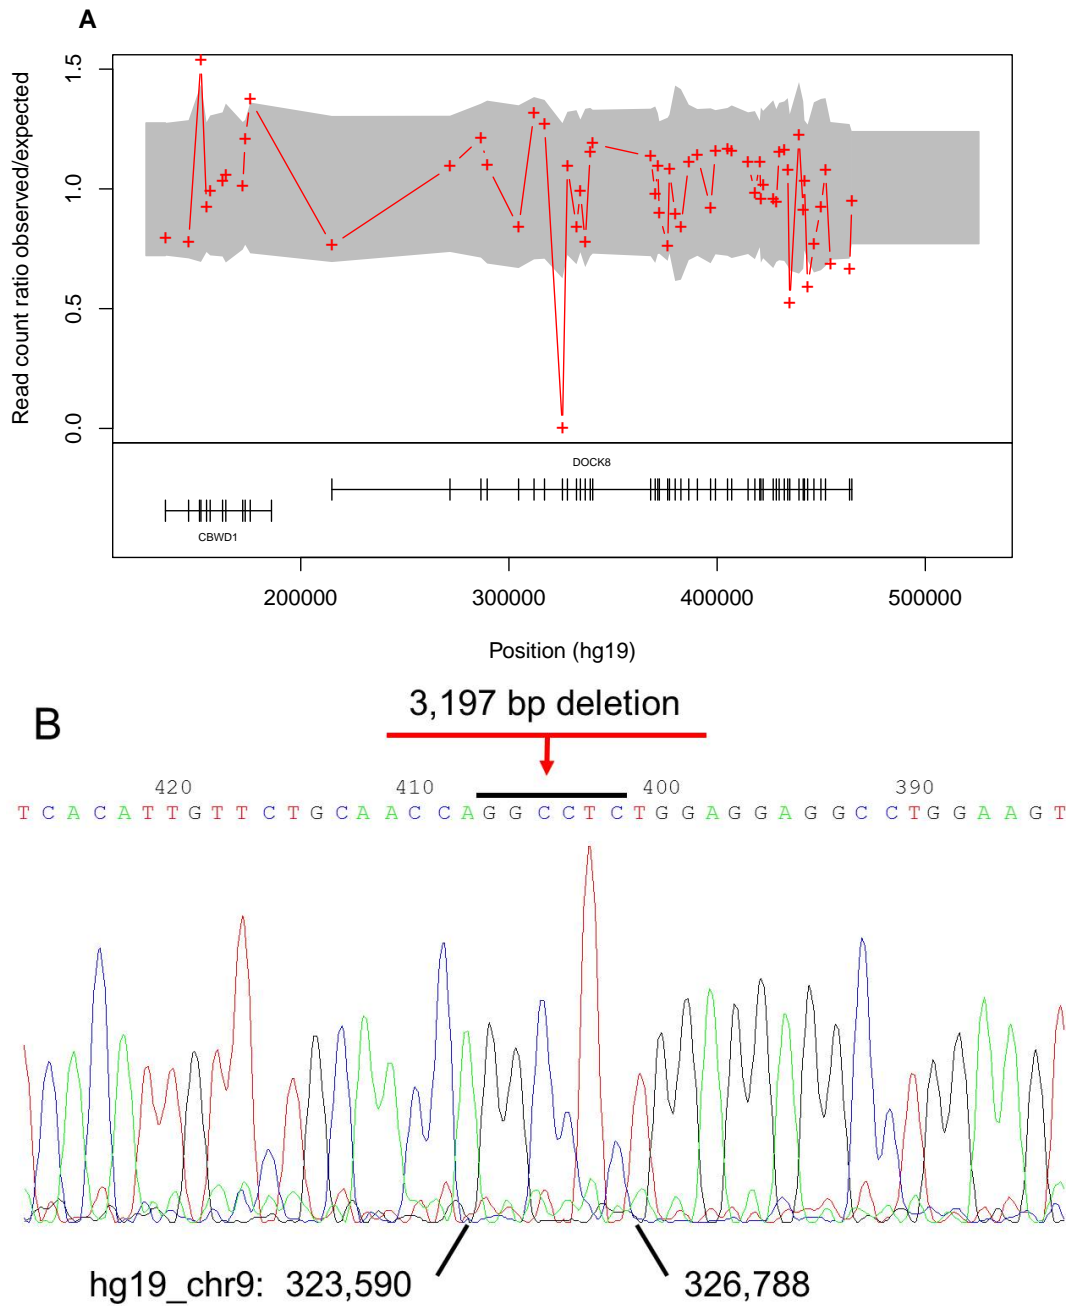 A
Read count ratio observed/expected
1.5
1.0
0.5
0.0
DOCK8
CBWD1
200000 300000 400000 500000
Position (hg19)
B
3,197 bp deletion
420 410 400 390
TCACATTGTTCTGCAACCAGGCCTCTGGAGGAGGCCTGGAAGT
hg19_chr9: 323,590 326,788